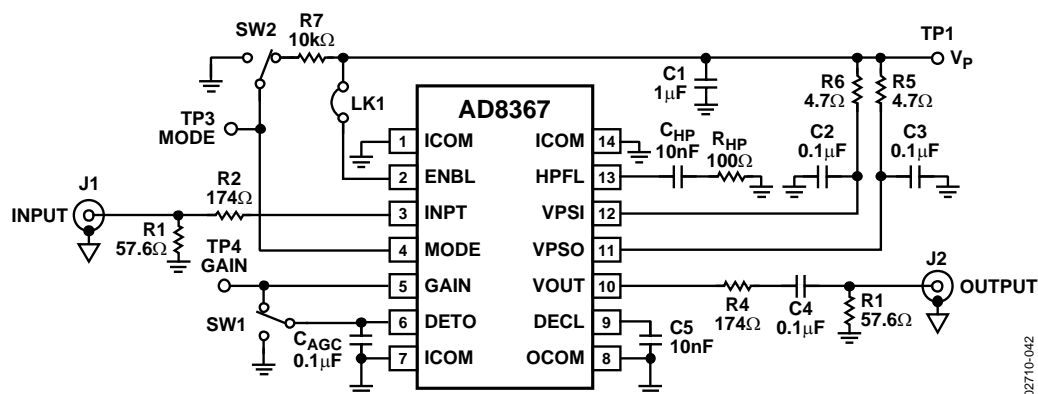 SW2
R7
10kΩ
TP1
VP
C1
1µF
R6
4.7Ω
R5
4.7Ω
LK1
AD8367
TP3
MODE
CHP
10nF
RHP
100Ω
C2
0.1µF
C3
0.1µF
1 ICOM
ICOM 14
2 ENBL
HPFL 13
J1
INPUT
R2
174Ω
3 INPT
VPSI 12
R1
57.6Ω
4 MODE
VPSO 11
TP4
GAIN
5 GAIN
VOUT 10
J2
OUTPUT
R4
174Ω
C4
0.1µF
R1
57.6Ω
SW1
6 DETO
DECL 9
CAGC
0.1µF
C5
10nF
7 ICOM
OCOM 8
02710-042